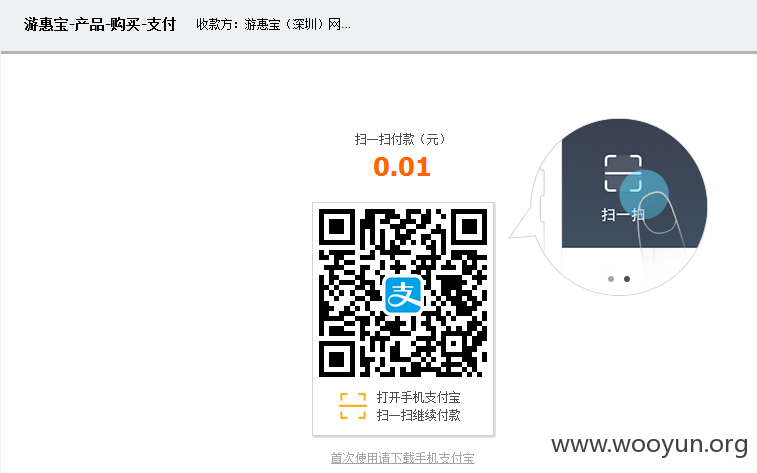 游惠宝-产品-购买-支付 收款方：游惠宝（深圳）网...
扫一扫付款（元）
0.01
扫一扫
支
打开手机支付宝
扫一扫继续付款
首次使用请下载手机支付宝
www.wooyun.org